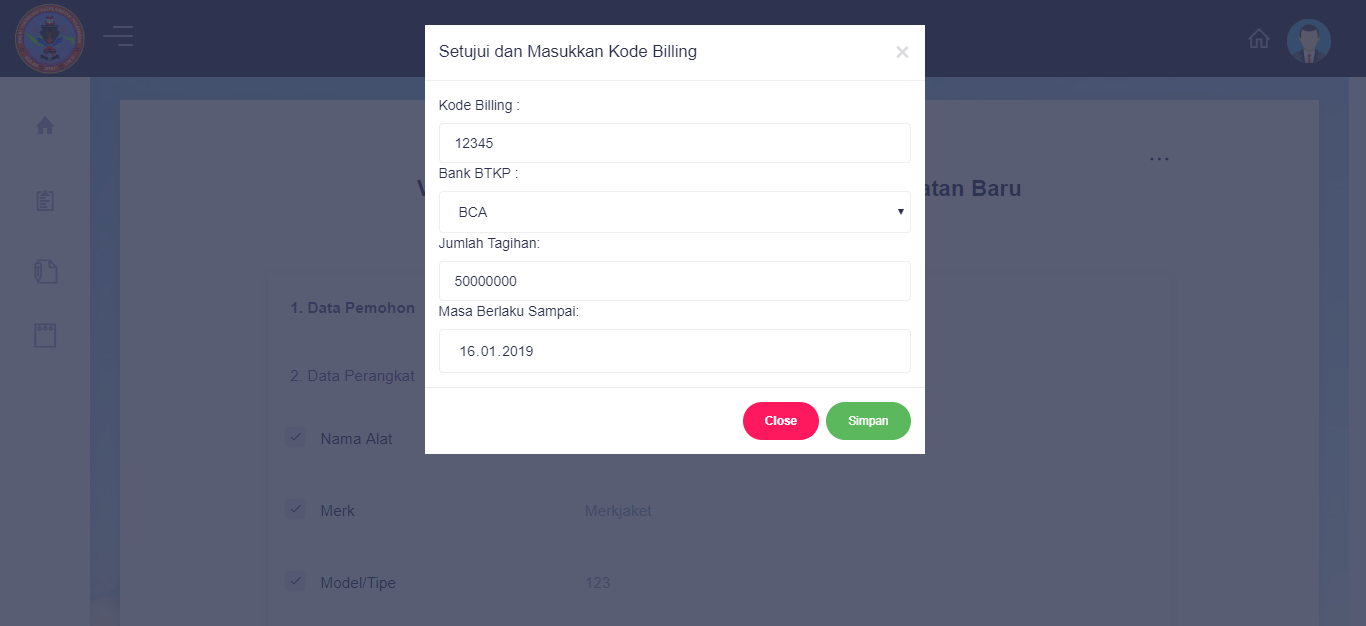 Setujui dan Masukkan Kode Billing ×
Kode Billing :
12345
Bank BTKP :
BCA
Jumlah Tagihan:
50000000
Masa Berlaku Sampai:
16.01.2019
Close Simpan
Baru
1. Data Pemohon
2. Data Perangkat
Nama Alat
Merk Merkjaket
Model/Tipe 123